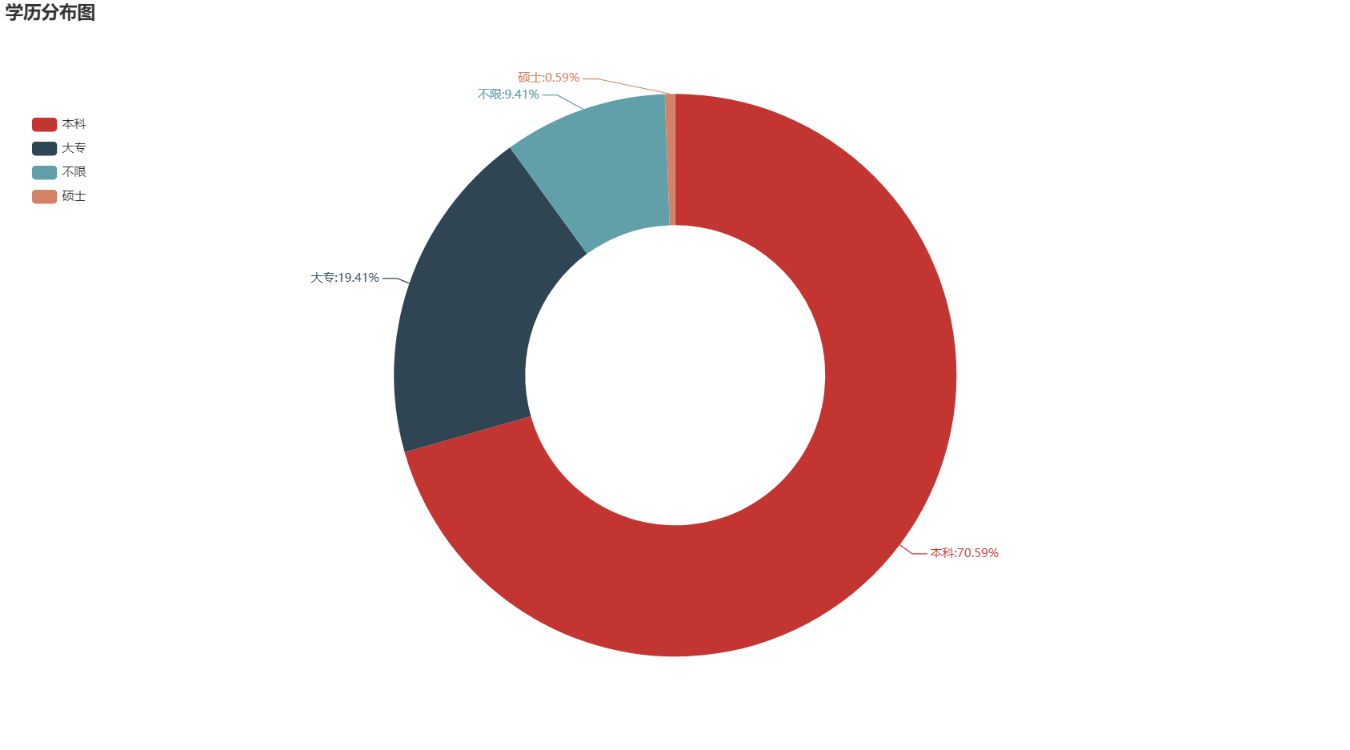 学历分布图
本科
大专
不限
硕士
硕士:0.59%
不限:9.41%
大专:19.41%
本科:70.59%